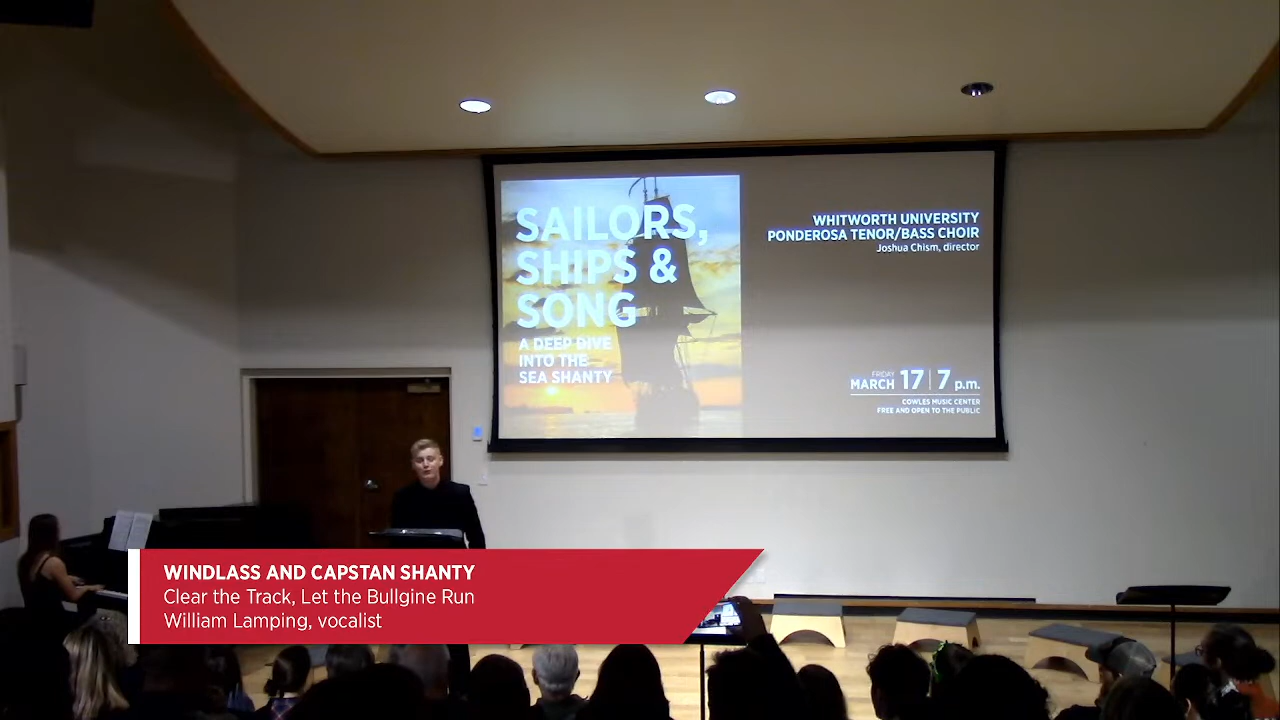 SAILORS,
SHIPS &
SONG
A DEEP DIVE
INTO THE
SEA SHANTY
WHITWORTH UNIVERSITY
PONDEROSA TENOR/BASS CHOIR
Joshua Chism, director
FRIDAY
MARCH 17 | 7 p.m.
COWLES MUSIC CENTER
FREE AND OPEN TO THE PUBLIC
WINDLASS AND CAPSTAN SHANTY
Clear the Track, Let the Bullgine Run
William Lamping, vocalist